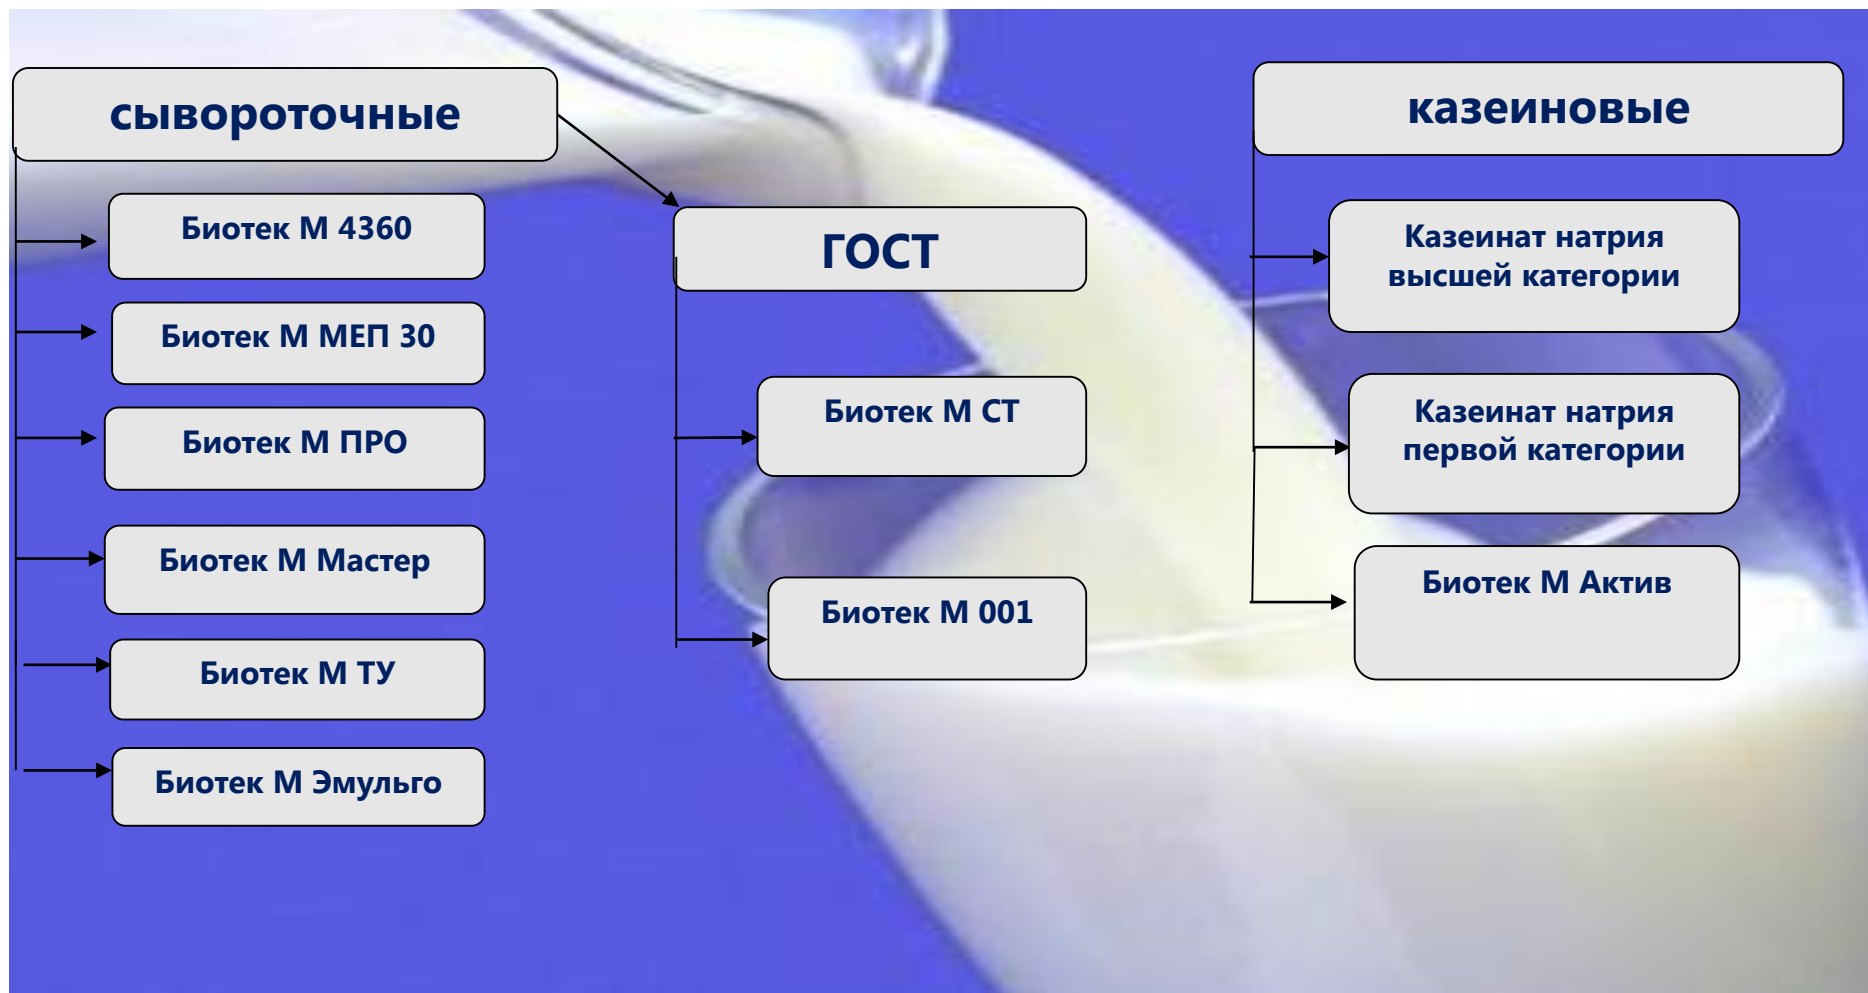 сывороточные
Биотек М 4360
Биотек М МЕП 30
Биотек М ПРО
Биотек М Мастер
Биотек М ТУ
Биотек М Эмульго
ГОСТ
Биотек М СТ
Биотек М 001
казеиновые
Казеинат натрия
высшей категории
Казеинат натрия
первой категории
Биотек М Актив